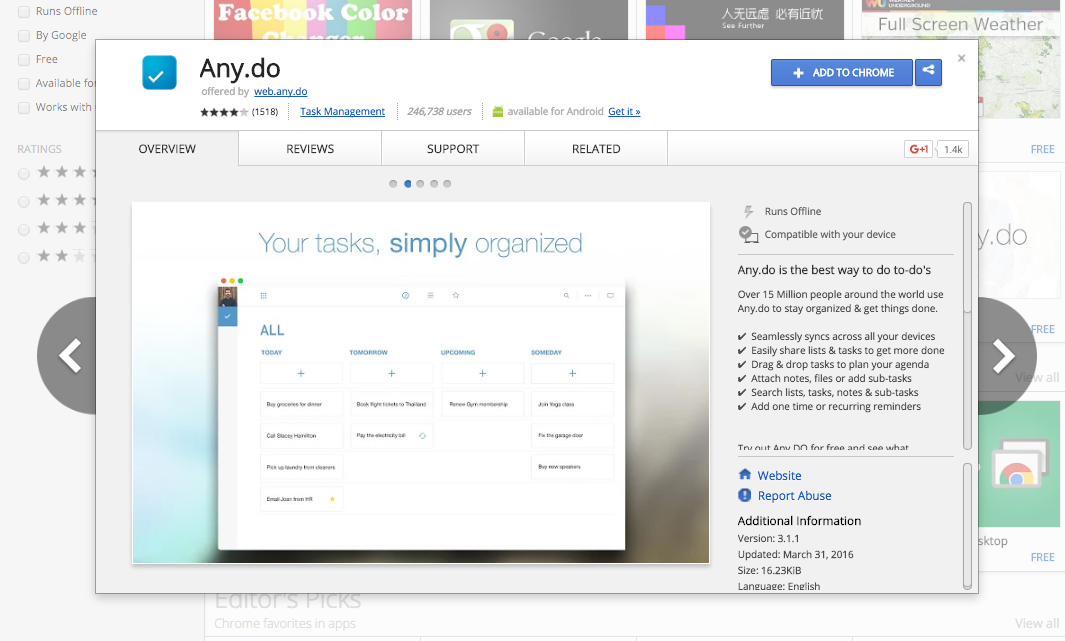 Runs Offline
By Google
Free
Available for
Works with
RATINGS
Facebook Color
Changer
Google
人无远虑 必有近忧
See Further
WEATHER
UNDERGROUND
Full Screen Weather
Any.do
offered by web.any.do
(1518)
Task Management
246,738 users
available for Android Get it »
ADD TO CHROME
OVERVIEW
REVIEWS
SUPPORT
RELATED
G+1
1.4k
FREE
Your tasks, simply organized
ALL
TODAY
TOMORROW
UPCOMING
SOMEDAY
Buy groceries for dinner
Book flight tickets to Thailand
Renew Gym membership
Join Yoga class
Call Stacey Hamilton
Pay the electricity bill
Fix the garage door
Pick up laundry from cleaners
Buy new speakers
Email Joan from HR
Runs Offline
Compatible with your device
Any.do is the best way to do to-do's
Over 15 Million people around the world use
Any.do to stay organized & get things done.
✔ Seamlessly syncs across all your devices
✔ Easily share lists & tasks to get more done
✔ Drag & drop tasks to plan your agenda
✔ Attach notes, files or add sub-tasks
✔ Search lists, tasks, notes & sub-tasks
✔ Add one time or recurring reminders
Try out Any.DO for free and see what
Website
Report Abuse
Additional Information
Version: 3.1.1
Updated: March 31, 2016
Size: 16.23KiB
Language: English
y.do
FREE
View all
sktop
FREE
Editor's Picks
Chrome favorites in apps
View all